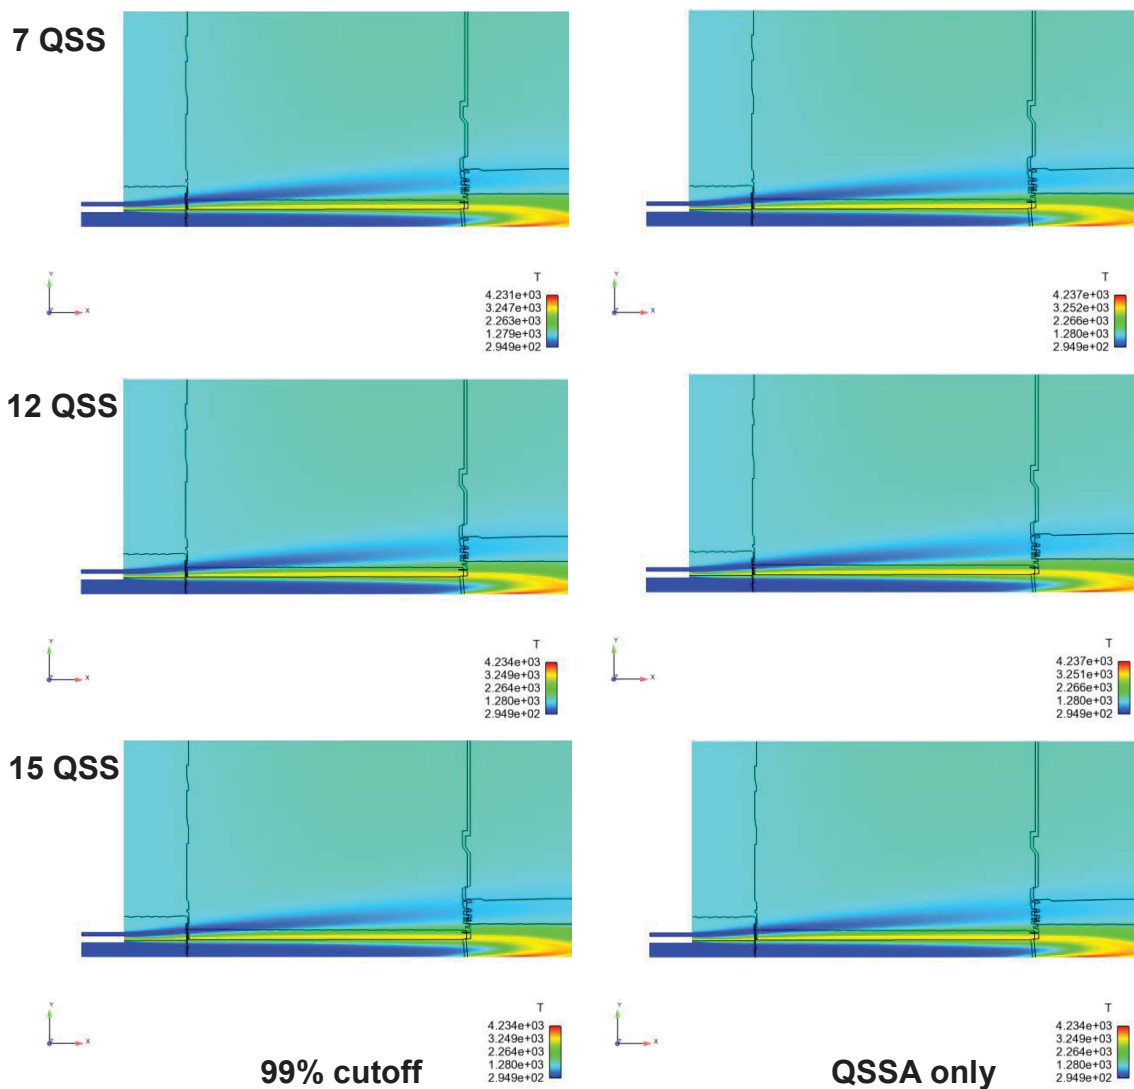 7 QSS
Y
X
Z
T
4.231e+03
3.247e+03
2.263e+03
1.279e+03
2.949e+02
Y
X
Z
T
4.237e+03
3.252e+03
2.266e+03
1.280e+03
2.949e+02
12 QSS
Y
X
Z
T
4.234e+03
3.249e+03
2.264e+03
1.280e+03
2.949e+02
Y
X
Z
T
4.237e+03
3.251e+03
2.266e+03
1.280e+03
2.949e+02
15 QSS
Y
X
Z
T
4.234e+03
3.249e+03
2.264e+03
1.280e+03
2.949e+02
Y
X
Z
T
4.234e+03
3.249e+03
2.264e+03
1.280e+03
2.949e+02
99% cutoff
QSSA only